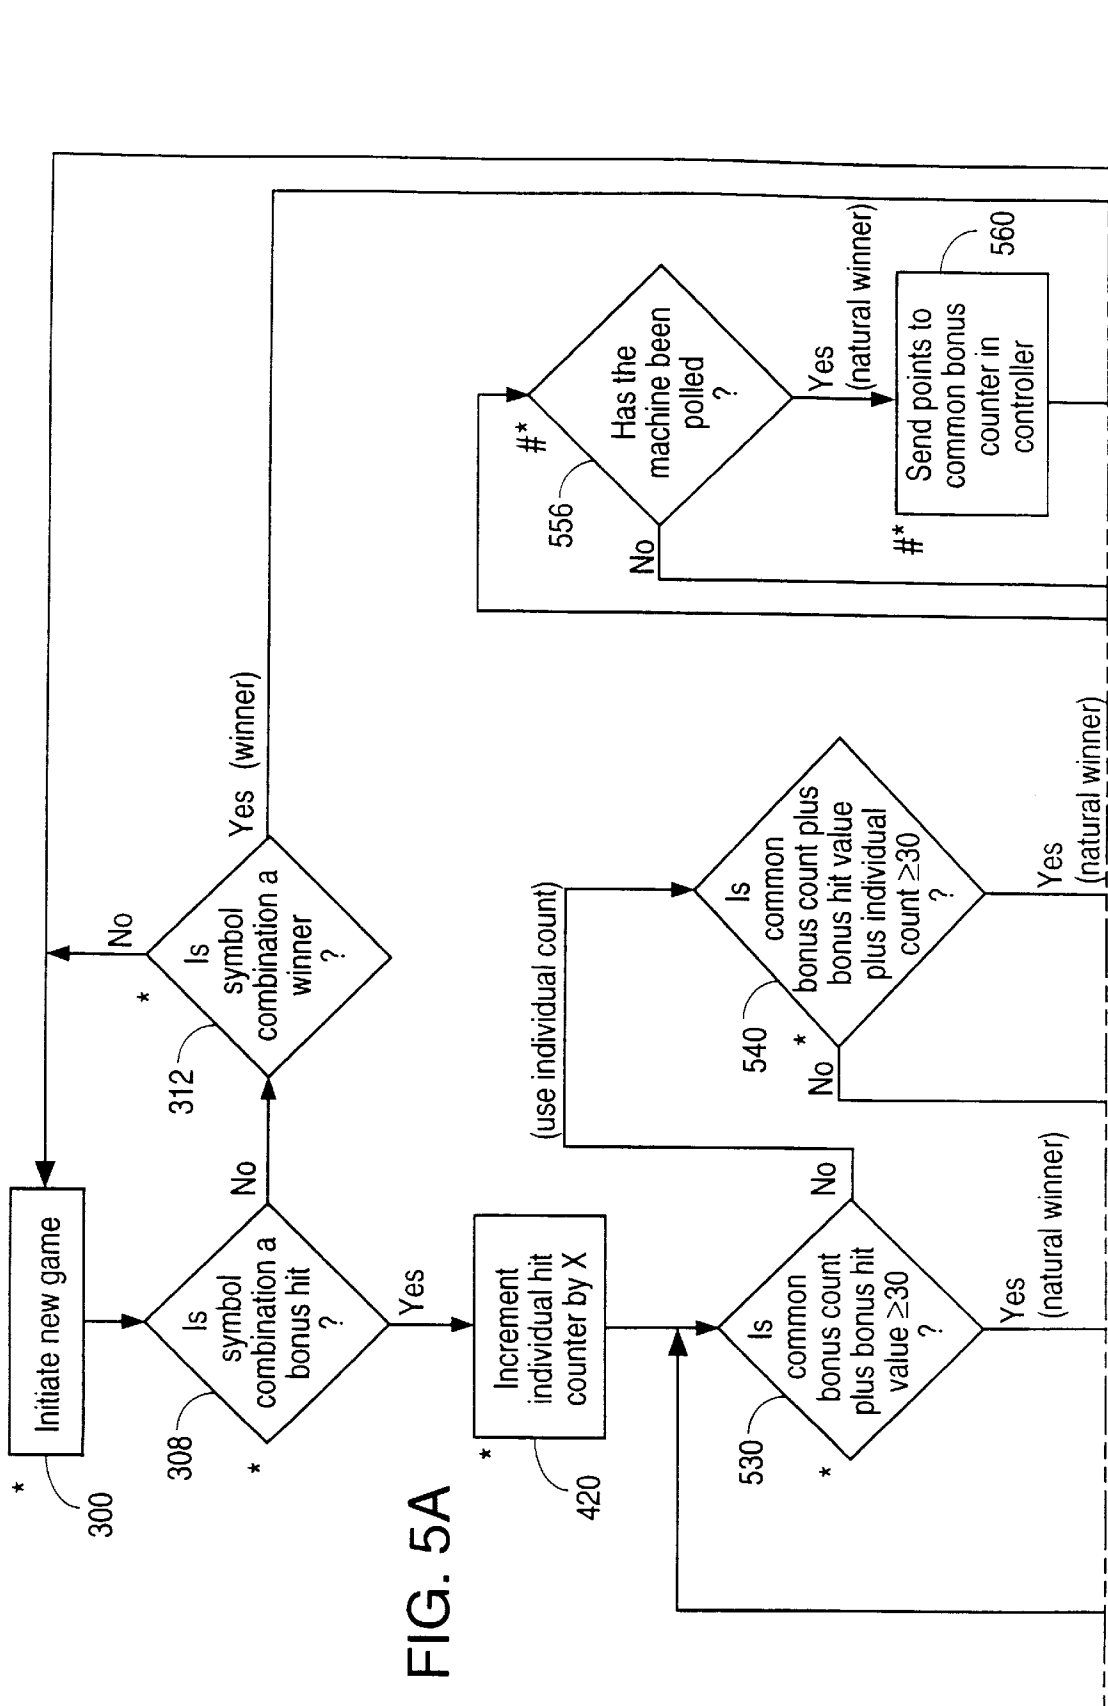 *
Initiate new game
300
Is
symbol
combination a
bonus hit
?
308
*
No
Yes
Is
symbol
combination a
winner
?
312
*
No
Yes (winner)
*
Increment
individual hit
counter by X
420
FIG. 5A
Is
common
bonus count
plus bonus hit
value ≥30
?
530
*
No
Yes
(natural winner)
(use individual count)
Is
common
bonus count plus
bonus hit value
plus individual
count ≥30
?
540
*
No
Yes
(natural winner)
#*
Has the
machine been
polled
?
556
No
Yes
(natural winner)
#*
Send points to
common bonus
counter in
controller
560